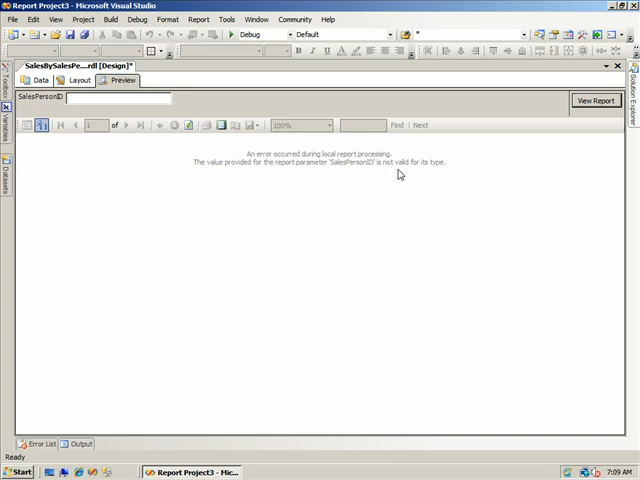 Report Project3 - Microsoft Visual Studio
File Edit View Project Build Debug Format Report Tools Window Community Help
Debug Default *
SalesBySalesPe....rdl [Design]*
Data Layout Preview
SalesPersonID View Report
1 of 100% Find | Next
An error occurred during local report processing.
The value provided for the report parameter 'SalesPersonID' is not valid for its type.
Toolbox
Variables
Datasets
Solution Explorer
Error List Output
Ready
Start Report Project3 - Mic... 7:09 AM